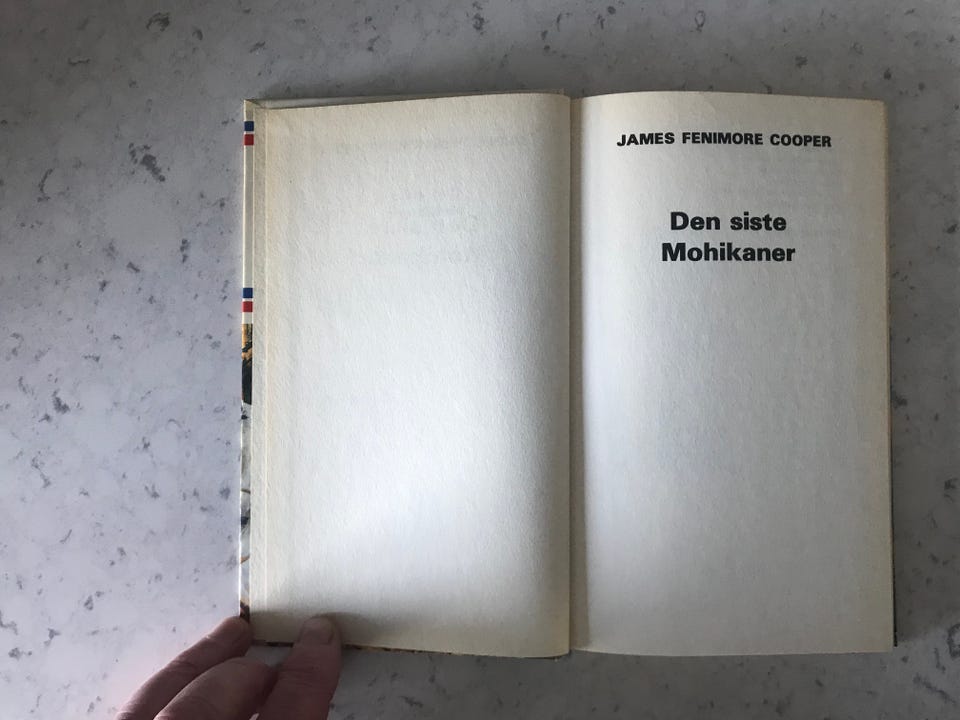 JAMES FENIMORE COOPER
Den siste
Mohikaner